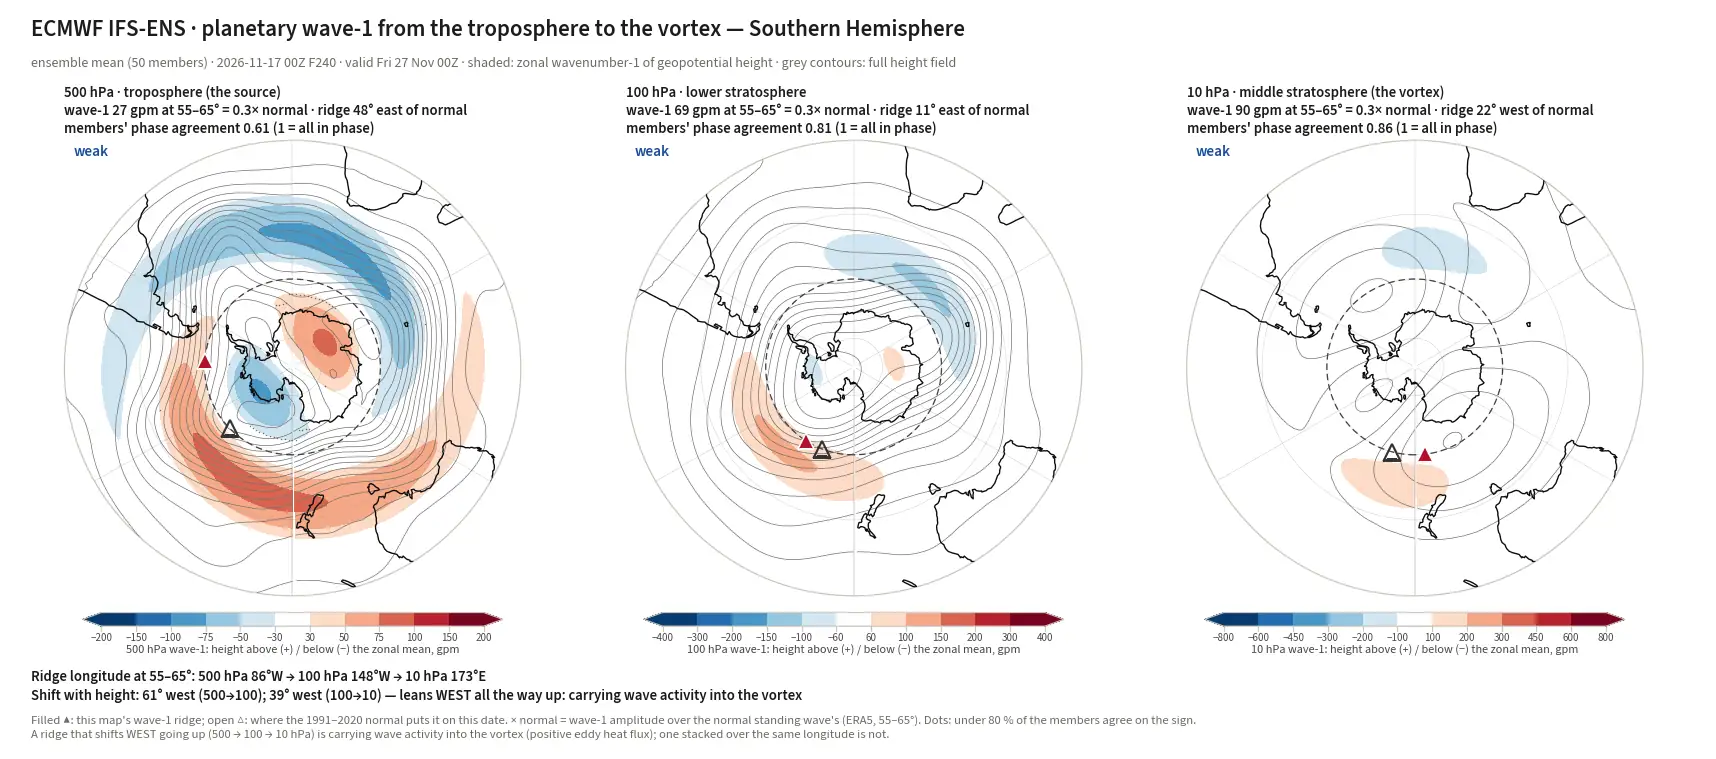 ECMWF IFS-ENS · planetary wave-1 from the troposphere to the vortex — Southern Hemisphere
ensemble mean (50 members) · 2026-11-17 00Z F240 · valid Fri 27 Nov 00Z · shaded: zonal wavenumber-1 of geopotential height · grey contours: full height field
500 hPa · troposphere (the source)
wave-1 27 gpm at 55–65° = 0.3× normal · ridge 48° east of normal
members' phase agreement 0.61 (1 = all in phase)
weak
100 hPa · lower stratosphere
wave-1 69 gpm at 55–65° = 0.3× normal · ridge 11° east of normal
members' phase agreement 0.81 (1 = all in phase)
weak
10 hPa · middle stratosphere (the vortex)
wave-1 90 gpm at 55–65° = 0.3× normal · ridge 22° west of normal
members' phase agreement 0.86 (1 = all in phase)
weak
−200 −150 −100 −75 −50 −30 30 50 75 100 150 200
500 hPa wave-1: height above (+) / below (−) the zonal mean, gpm
−400 −300 −200 −150 −100 −60 60 100 150 200 300 400
100 hPa wave-1: height above (+) / below (−) the zonal mean, gpm
−800 −600 −450 −300 −200 −100 100 200 300 450 600 800
10 hPa wave-1: height above (+) / below (−) the zonal mean, gpm
Ridge longitude at 55–65°: 500 hPa 86°W → 100 hPa 148°W → 10 hPa 173°E
Shift with height: 61° west (500→100); 39° west (100→10) — leans WEST all the way up: carrying wave activity into the vortex
Filled ▲: this map's wave-1 ridge; open △: where the 1991–2020 normal puts it on this date. × normal = wave-1 amplitude over the normal standing wave's (ERA5, 55–65°). Dots: under 80 % of the members agree on the sign.
A ridge that shifts WEST going up (500 → 100 → 10 hPa) is carrying wave activity into the vortex (positive eddy heat flux); one stacked over the same longitude is not.